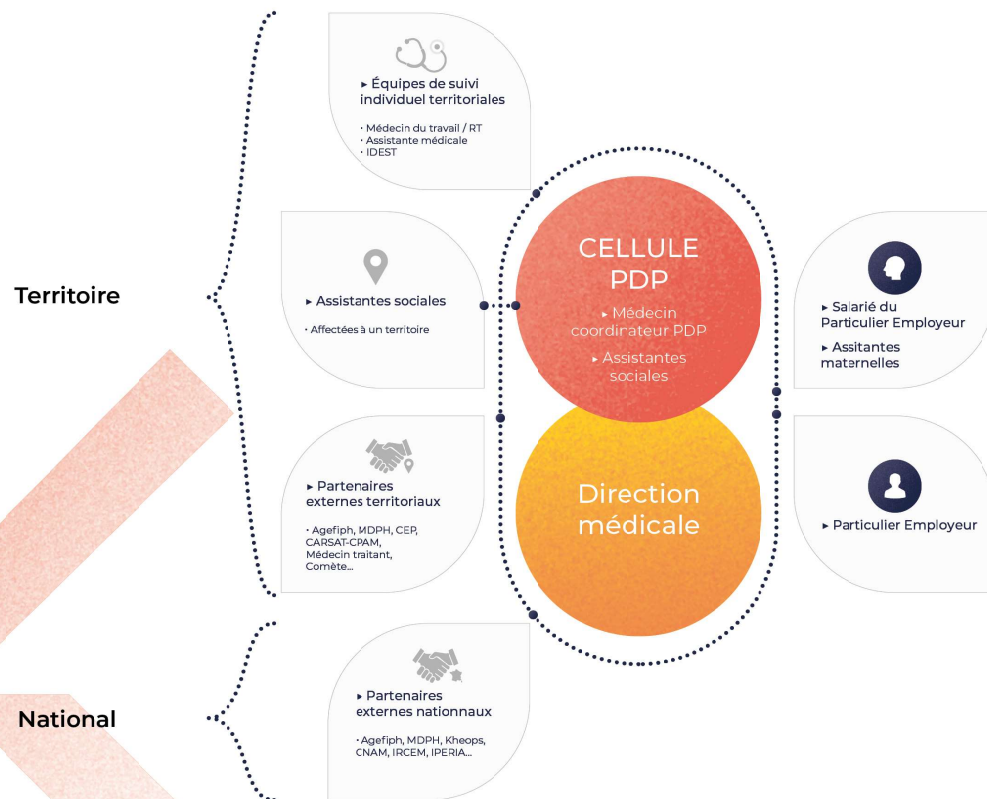 Territoire
► Équipes de suivi
individuel territoriales
· Médecin du travail / RT
· Assistante médicale
· IDEST
► Assistantes sociales
· Affectées à un territoire
► Partenaires
externes territoriaux
· Agefiph, MDPH, CEP,
CARSAT-CPAM,
Médecin traitant,
Comète...
National
► Partenaires
externes nationnaux
· Agefiph, MDPH, Kheops,
CNAM, IRCEM, IPERIA...
CELLULE
PDP
► Médecin
coordinateur PDP
► Assistantes
sociales
Direction
médicale
► Salarié du
Particulier Employeur
► Assitantes
maternelles
► Particulier Employeur